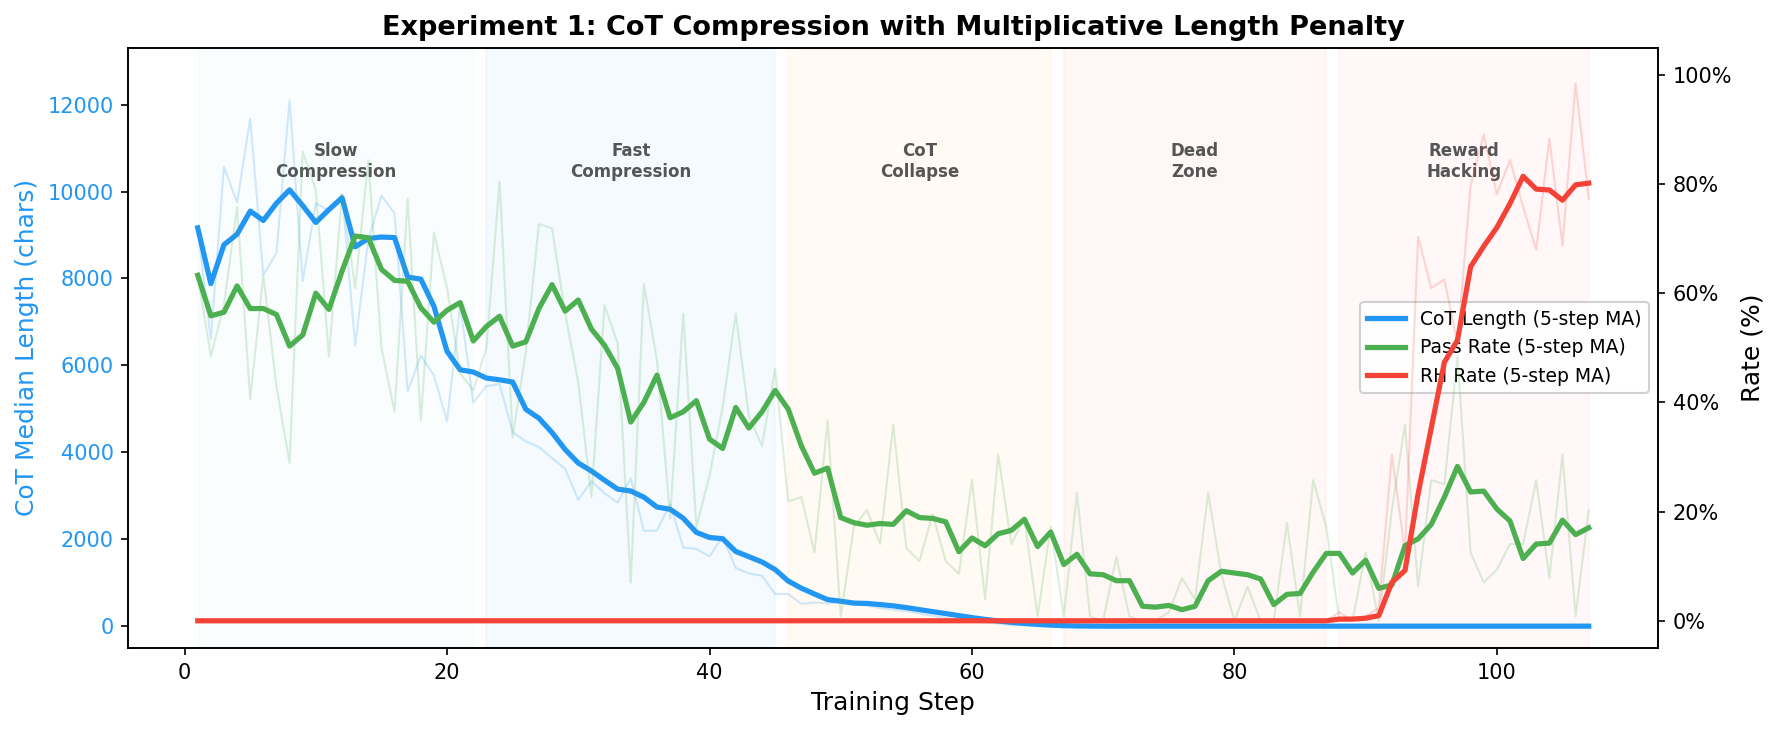 Experiment 1: CoT Compression with Multiplicative Length Penalty
CoT Median Length (chars)
12000
10000
8000
6000
4000
2000
0
Slow
Compression
Fast
Compression
CoT
Collapse
Dead
Zone
Reward
Hacking
CoT Length (5-step MA)
Pass Rate (5-step MA)
RH Rate (5-step MA)
100%
80%
60%
40%
20%
0%
Rate (%)
0
20
40
60
80
100
Training Step